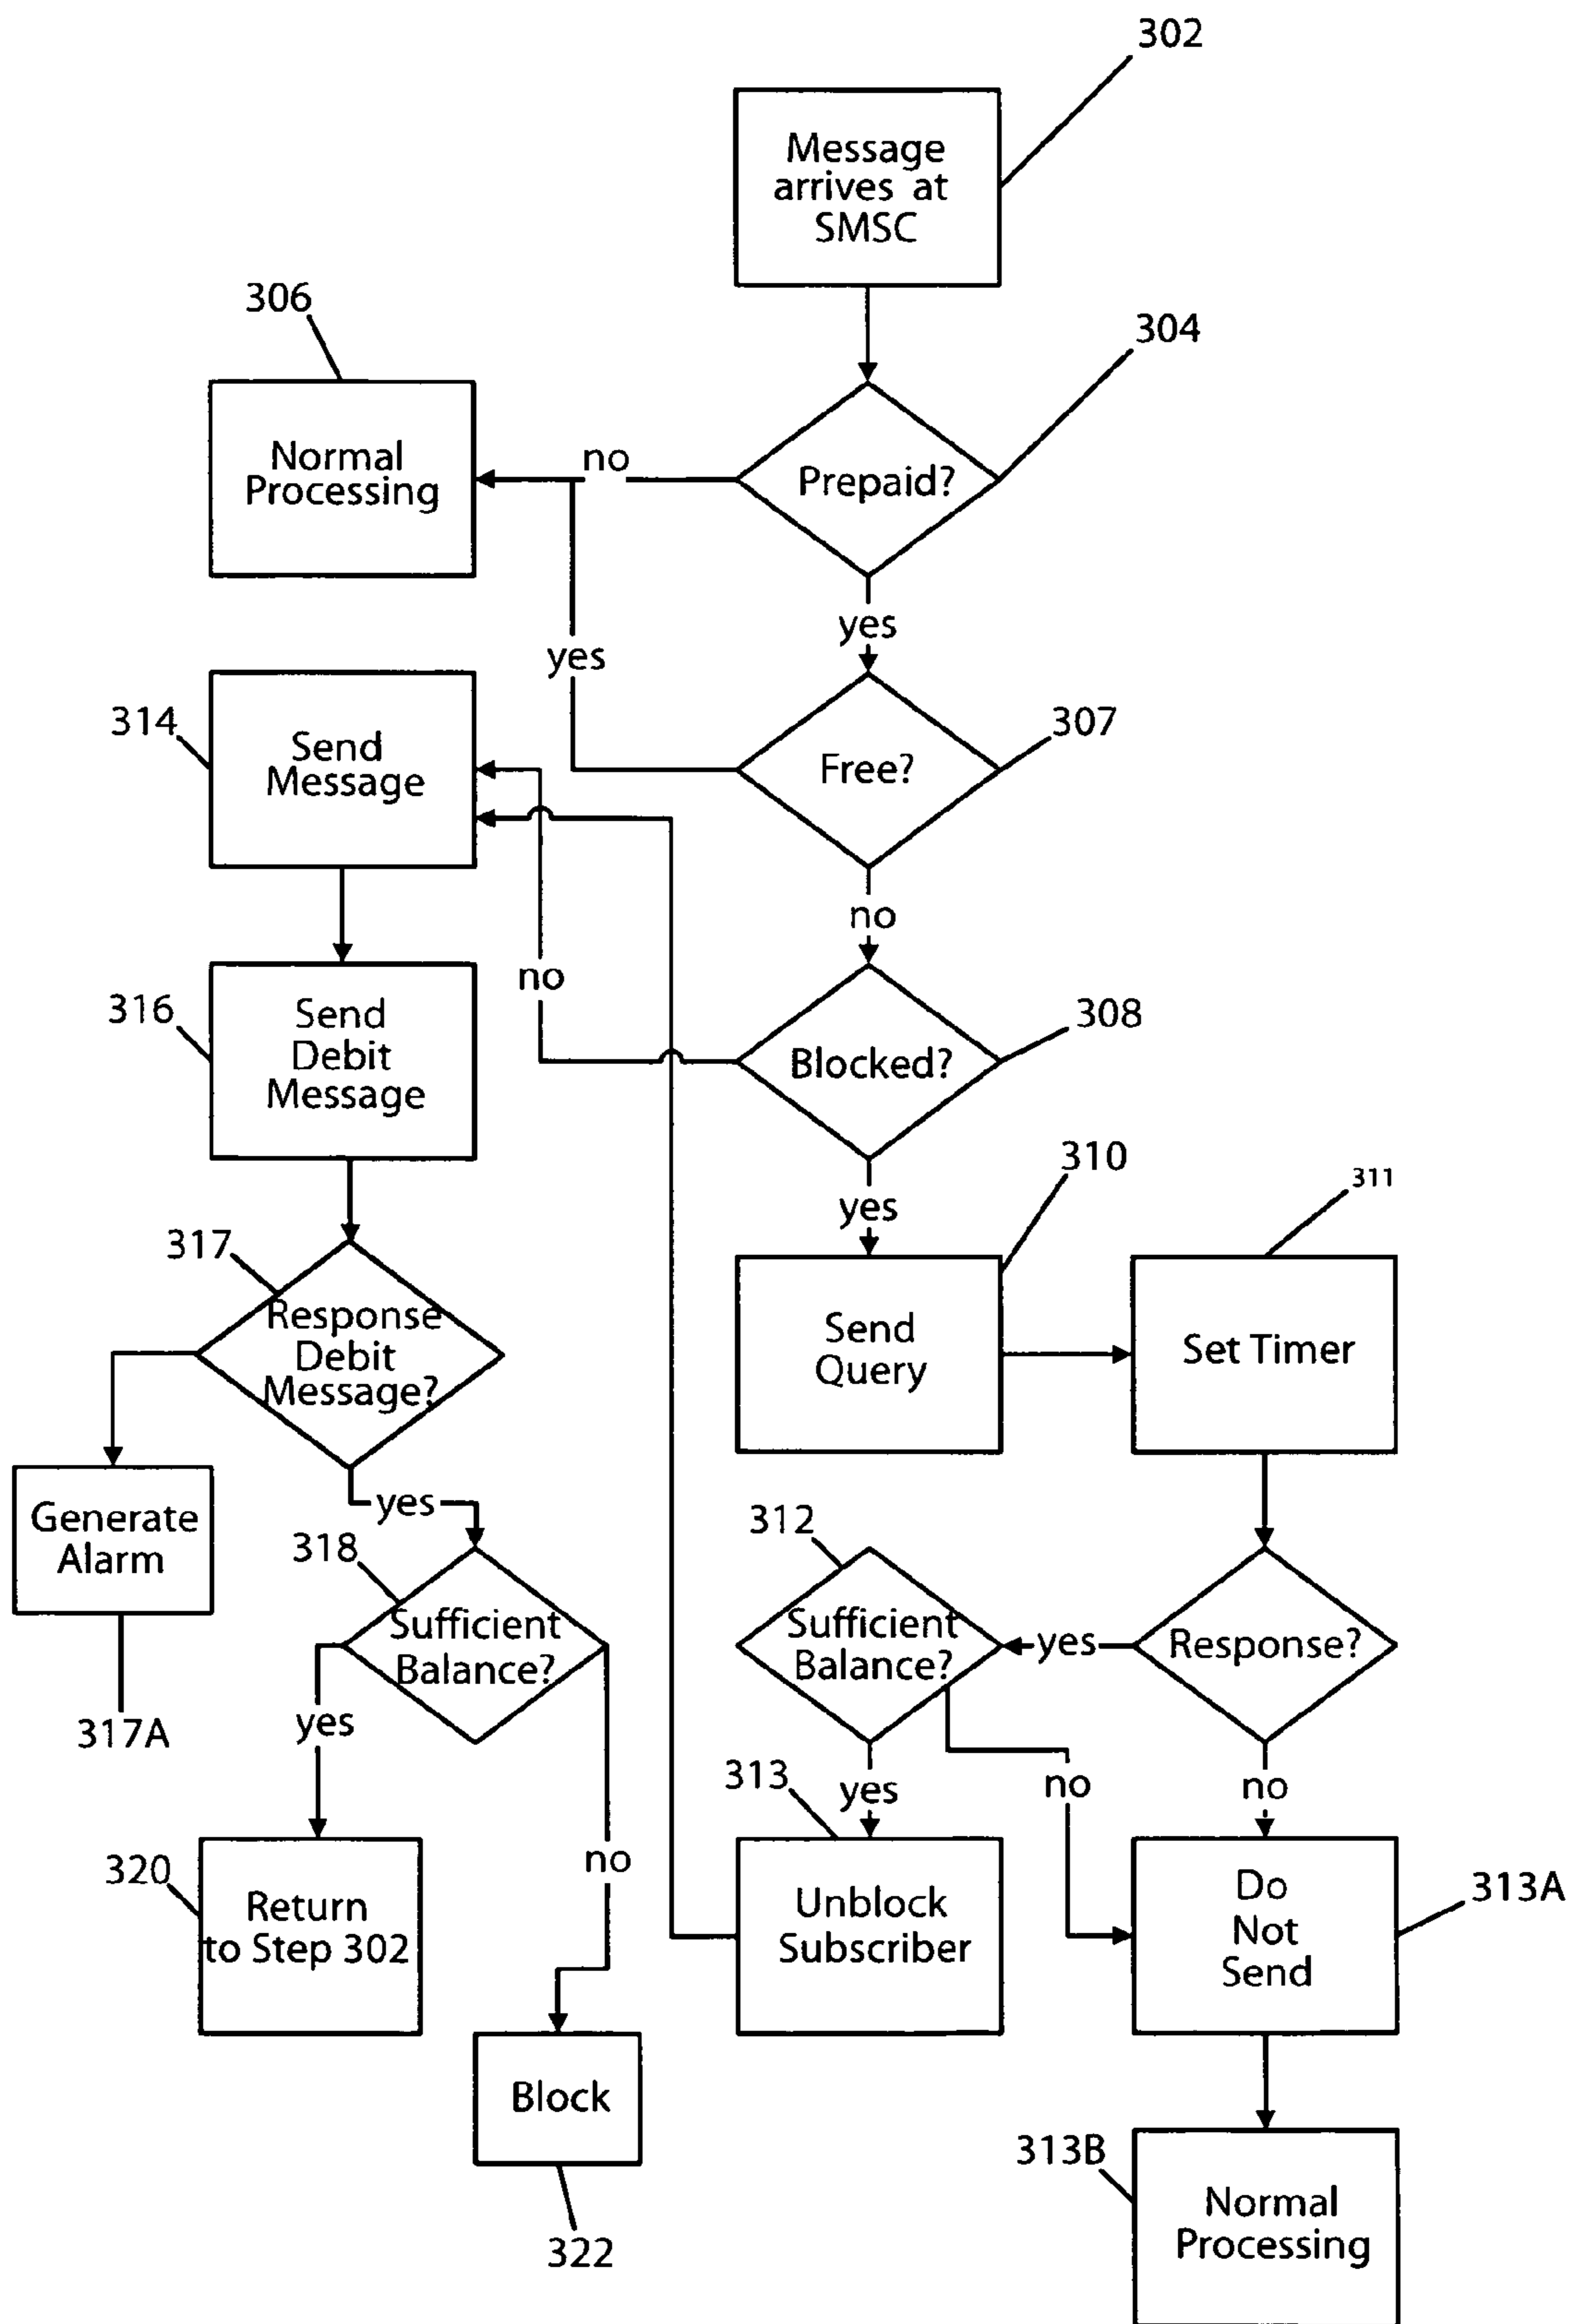 302
Message
arrives at
SMSC
306
304
Normal
Processing
no
Prepaid?
yes
yes
314
Send
Message
307
Free?
no
no
316
Send
Debit
Message
308
Blocked?
310
311
yes
317
Response
Debit
Message?
Send
Query
Set Timer
Generate
Alarm
yes
312
318
Sufficient
Balance?
Sufficient
Balance?
yes
Response?
317A
yes
313
yes
no
no
320
Return
to Step 302
no
Unblock
Subscriber
Do
Not
Send
313A
Block
313B
Normal
Processing
322